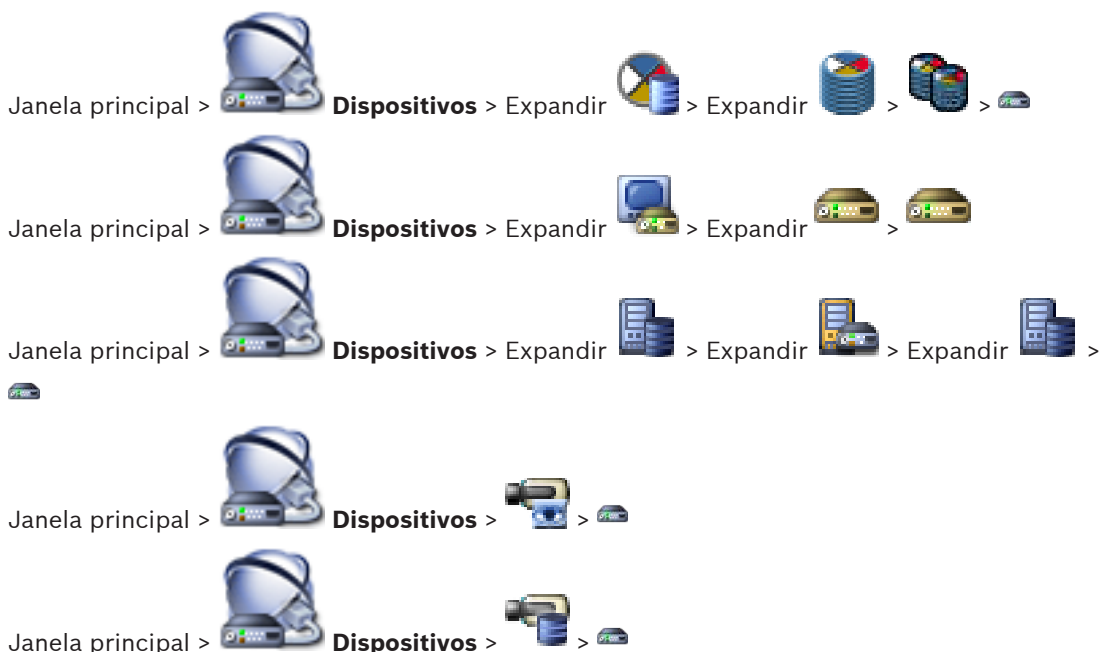 Janela principal > Dispositivos > Expandir > Expandir > >
Janela principal > Dispositivos > Expandir > Expandir >
Janela principal > Dispositivos > Expandir > Expandir > Expandir >
Janela principal > Dispositivos > >
Janela principal > Dispositivos > >